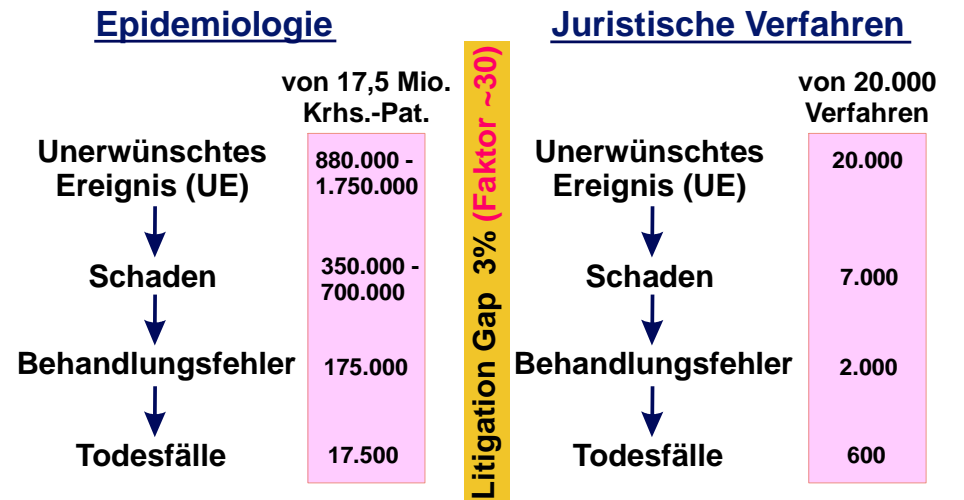 Epidemiologie
von 17,5 Mio.
Krhs.-Pat.
Unerwünschtes
Ereignis (UE)
880.000 -
1.750.000
Schaden
350.000 -
700.000
Behandlungsfehler
175.000
Todesfälle
17.500
Litigation Gap 3% (Faktor ~30)
Juristische Verfahren
von 20.000
Verfahren
Unerwünschtes
Ereignis (UE)
20.000
Schaden
7.000
Behandlungsfehler
2.000
Todesfälle
600